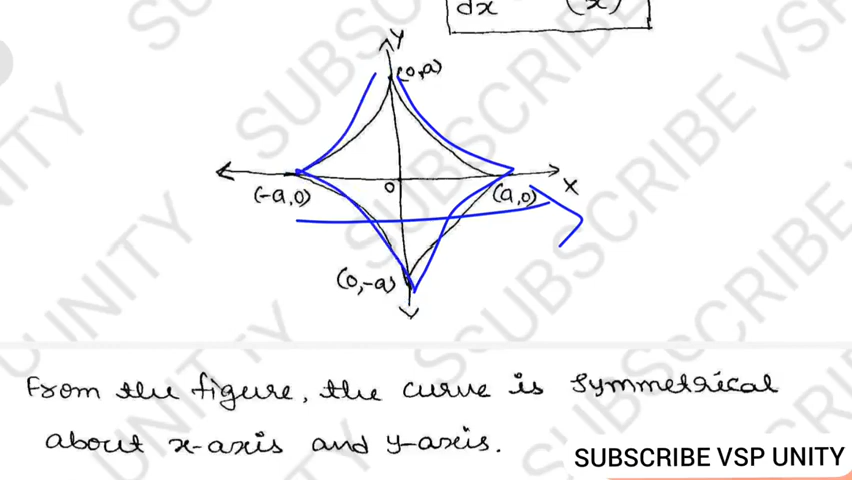 dx (x)
Y
(0,a)
0
(-a,0)
(a,0)
X
(0,-a)
From the figure, the curve is symmetrical
about x-axis and y-axis.
SUBSCRIBE VSP UNITY